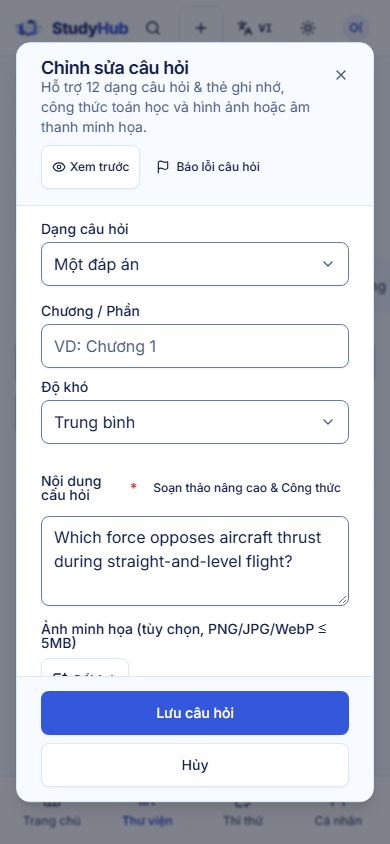 StudyHub
VI
Chỉnh sửa câu hỏi
Hỗ trợ 12 dạng câu hỏi & thẻ ghi nhớ,
công thức toán học và hình ảnh hoặc âm
thanh minh họa.
Xem trước
Báo lỗi câu hỏi
Dạng câu hỏi
Một đáp án
Chương / Phần
VD: Chương 1
Độ khó
Trung bình
Nội dung
câu hỏi
*
Soạn thảo nâng cao & Công thức
Which force opposes aircraft thrust
during straight-and-level flight?
Ảnh minh họa (tùy chọn, PNG/JPG/WebP ≤
5MB)
Lưu câu hỏi
Hủy
Trang chủ
Thư viện
Thi thử
Cá nhân